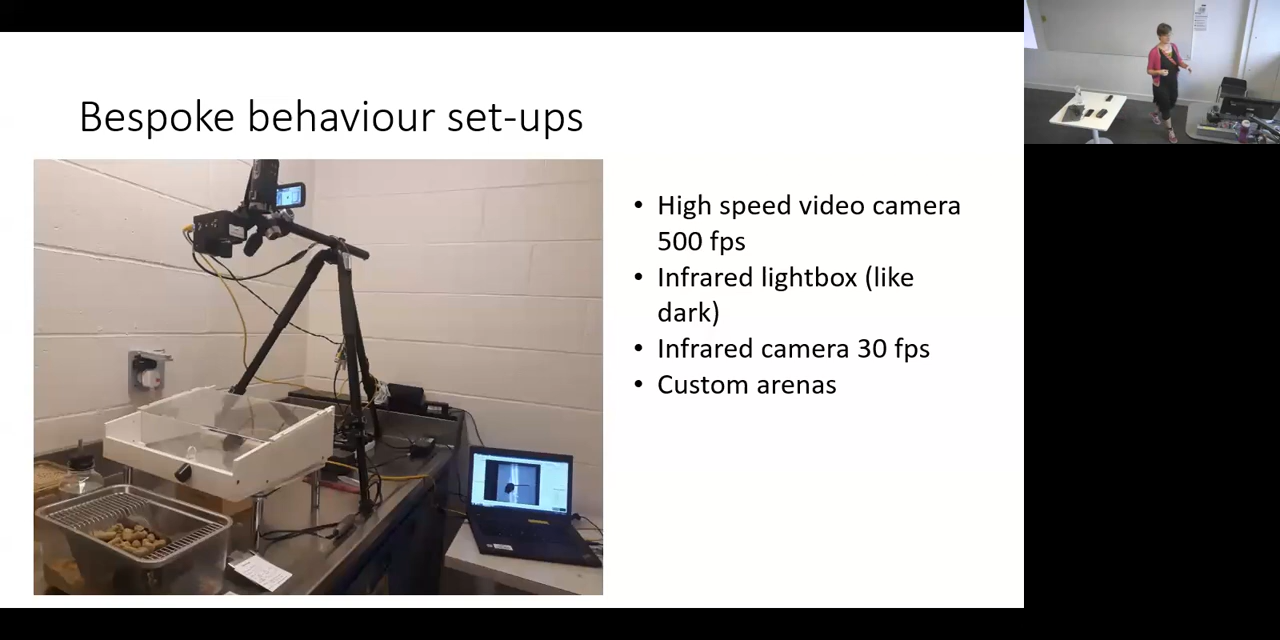 Bespoke behaviour set-ups
• High speed video camera
500 fps
• Infrared lightbox (like
dark)
• Infrared camera 30 fps
• Custom arenas